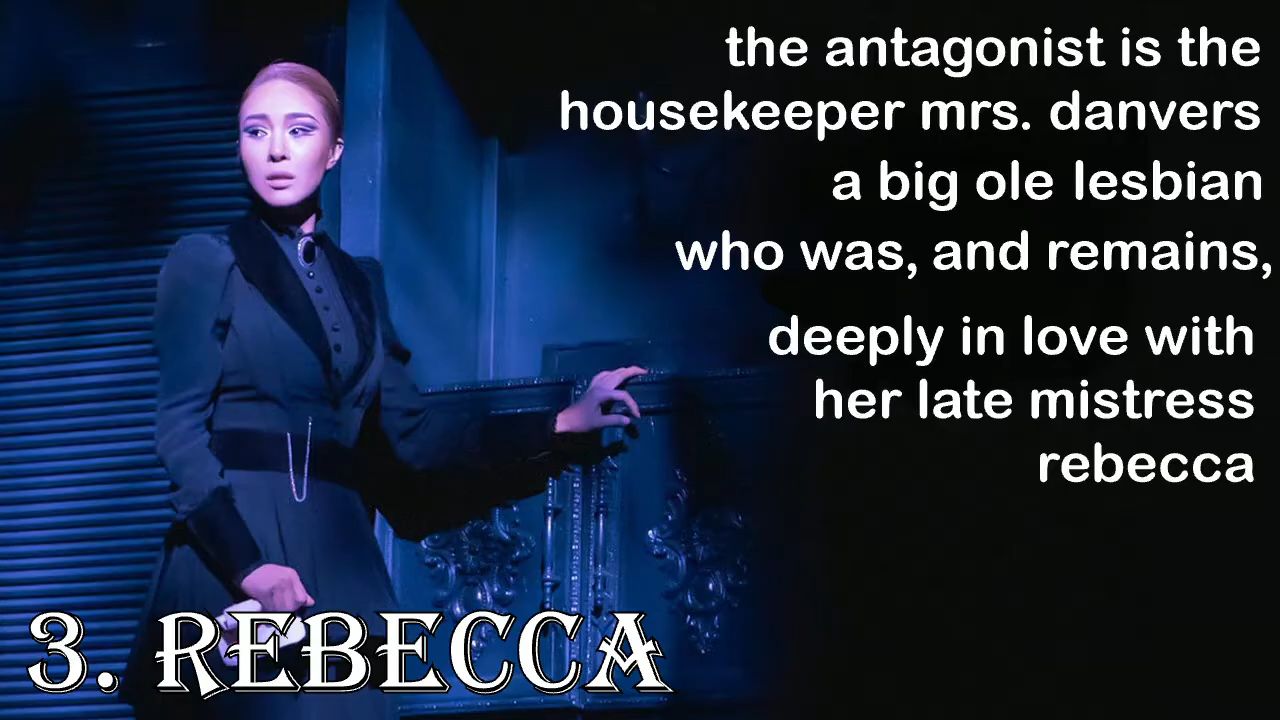 the antagonist is the
housekeeper mrs. danvers
a big ole lesbian
who was, and remains,
deeply in love with
her late mistress
rebecca
3. REBECCA